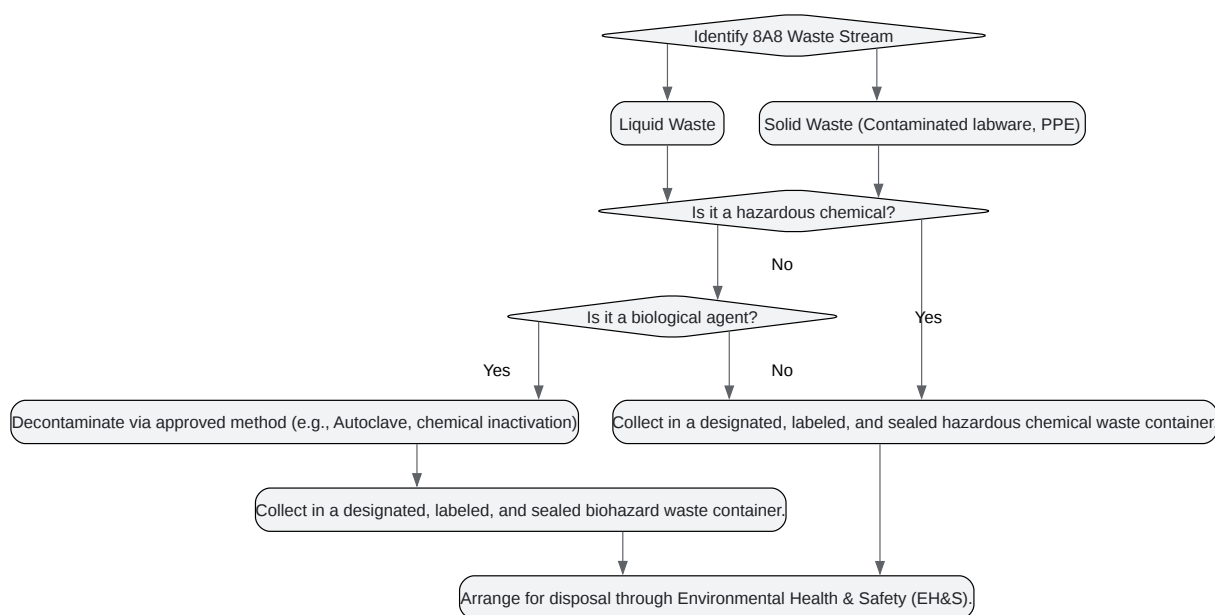 Identify 8A8 Waste Stream
Liquid Waste
Solid Waste (Contaminated labware, PPE)
Is it a hazardous chemical?
No
Is it a biological agent?
Yes
Yes
No
Decontaminate via approved method (e.g., Autoclave, chemical inactivation)
Collect in a designated, labeled, and sealed hazardous chemical waste container.
Collect in a designated, labeled, and sealed biohazard waste container.
Arrange for disposal through Environmental Health & Safety (EH&S).